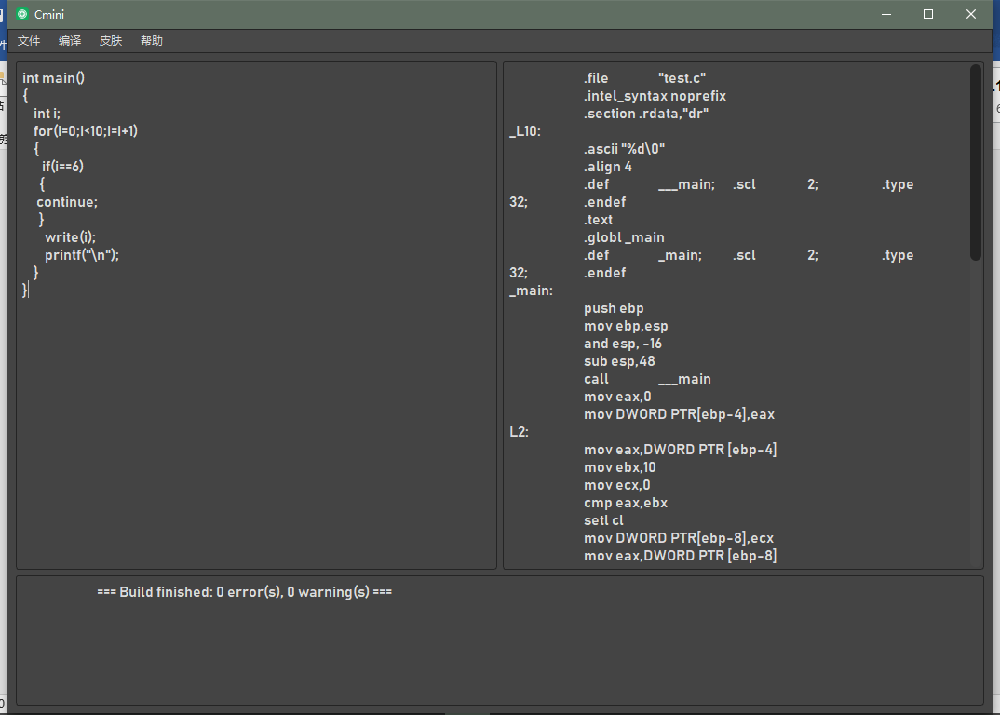 Cmini
文件 编译 皮肤 帮助
int main()
{
int i;
for(i=0;i<10;i=i+1)
{
if(i==6)
{
continue;
}
write(i);
printf("\n");
}
}
.file "test.c"
.intel_syntax noprefix
.section .rdata,"dr"
_L10:
.ascii "%d\0"
.align 4
.def ___main; .scl 2; .type
32; .endef
.text
.globl _main
.def _main; .scl 2; .type
32; .endef
_main:
push ebp
mov ebp,esp
and esp, -16
sub esp,48
call ___main
mov eax,0
mov DWORD PTR[ebp-4],eax
L2:
mov eax,DWORD PTR [ebp-4]
mov ebx,10
mov ecx,0
cmp eax,ebx
setl cl
mov DWORD PTR[ebp-8],ecx
mov eax,DWORD PTR [ebp-8]
=== Build finished: 0 error(s), 0 warning(s) ===